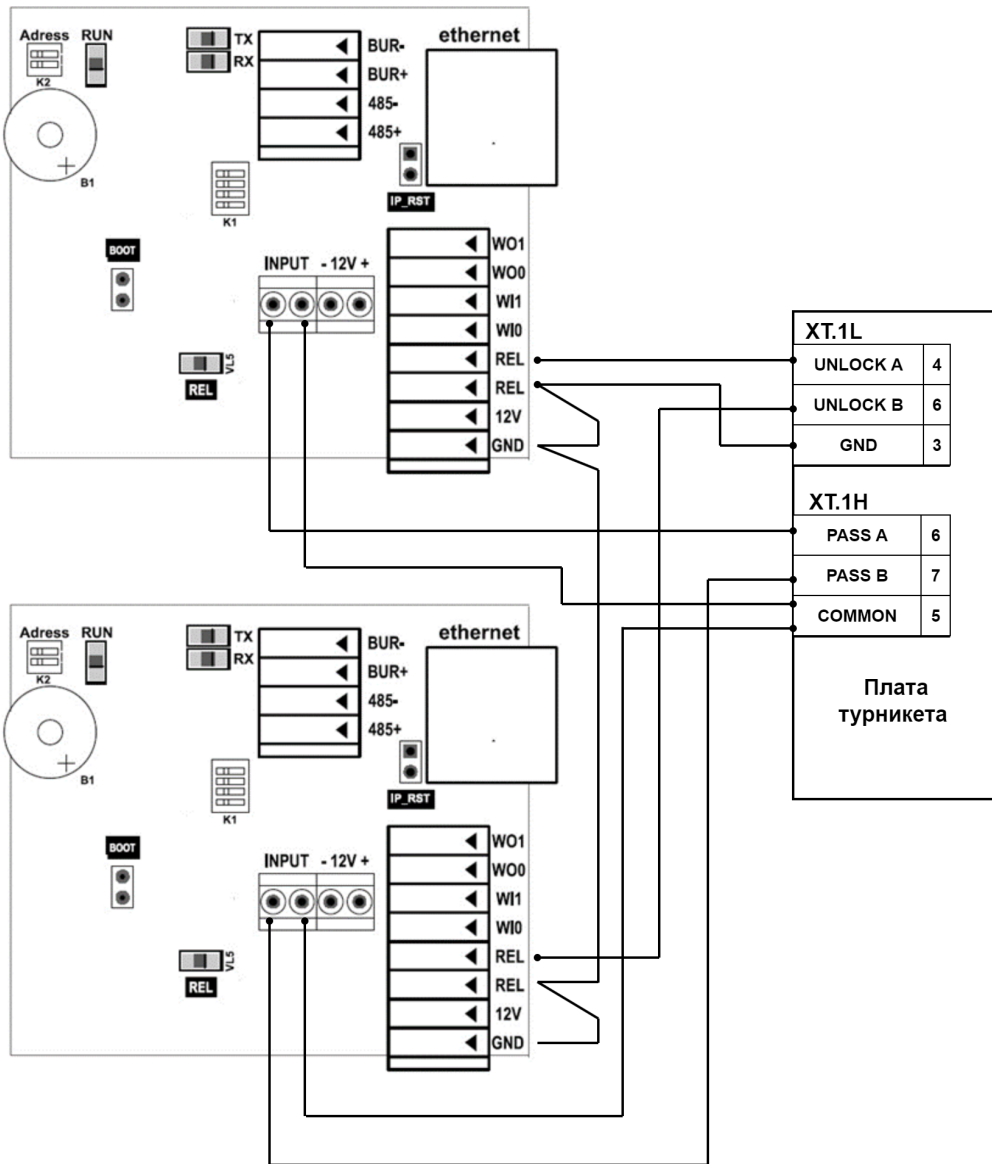 Adress RUN
K2
B1
TX
RX
BUR-
BUR+
485-
485+
ethernet
IP_RST
K1
BOOT
INPUT - 12V +
VL5
REL
WO1
WO0
WI1
WI0
REL
REL
12V
GND
XT.1L
UNLOCK A 4
UNLOCK B 6
GND 3
XT.1H
PASS A 6
PASS B 7
COMMON 5
Плата
турникета
Adress RUN
K2
B1
TX
RX
BUR-
BUR+
485-
485+
ethernet
IP_RST
K1
BOOT
INPUT - 12V +
VL5
REL
WO1
WO0
WI1
WI0
REL
REL
12V
GND